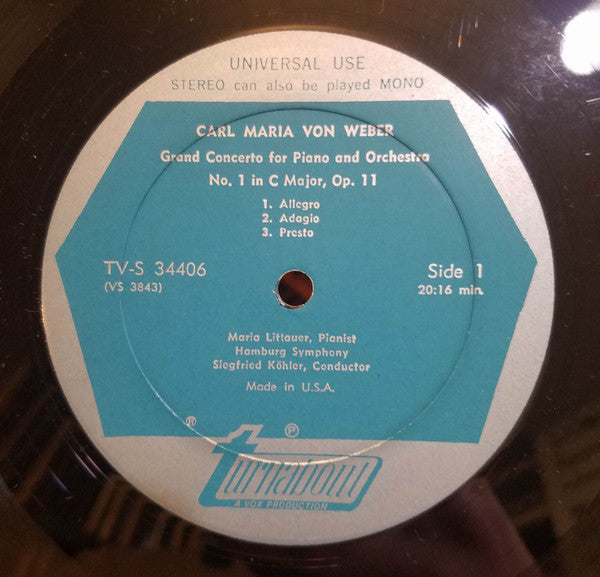 UNIVERSAL USE
STEREO can also be played MONO
CARL MARIA VON WEBER
Grand Concerto for Piano and Orchestra
No. 1 in C Major, Op. 11
1. Allegro
2. Adagio
3. Presto
TV-S 34406
(VS 3843)
Side 1
20:16 min.
Maria Littauer, Pianist
Hamburg Symphony
Siegfried Köhler, Conductor
Made in U.S.A.
® ℗
turnabout
A VOX PRODUCTION